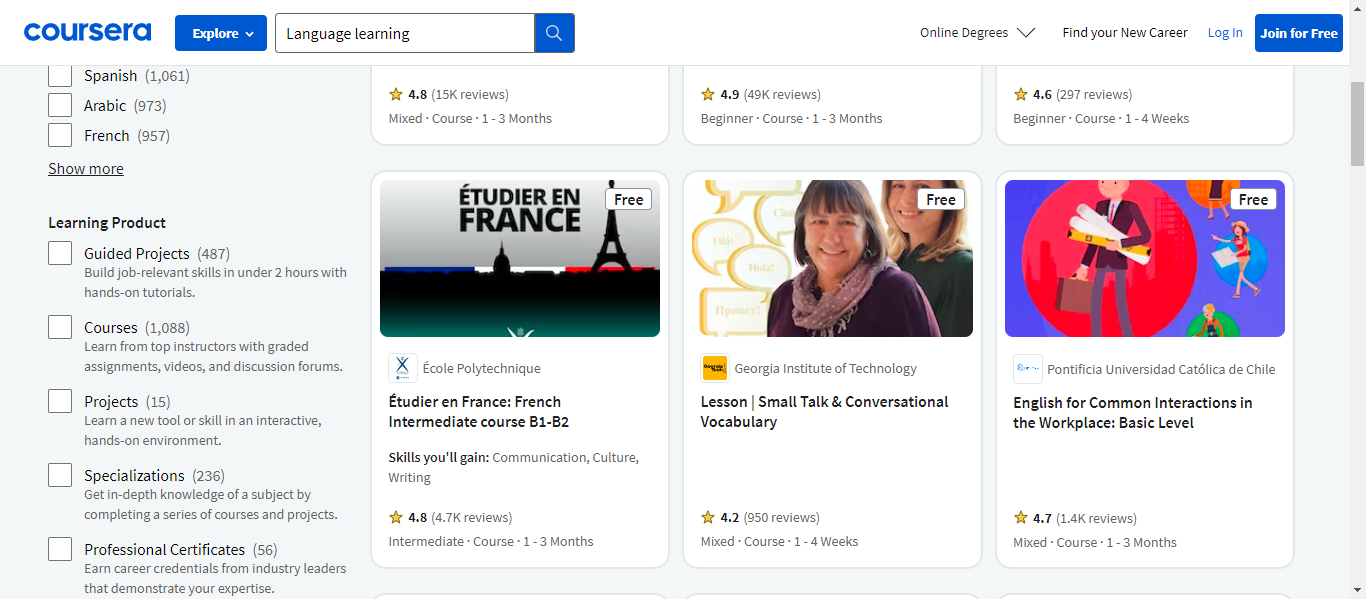 coursera
Explore
Language learning
Online Degrees
Find your New Career
Log In
Join for Free
Spanish (1,061)
Arabic (973)
French (957)
Show more
Learning Product
Guided Projects (487)
Build job-relevant skills in under 2 hours with
hands-on tutorials.
Courses (1,088)
Learn from top instructors with graded
assignments, videos, and discussion forums.
Projects (15)
Learn a new tool or skill in an interactive,
hands-on environment.
Specializations (236)
Get in-depth knowledge of a subject by
completing a series of courses and projects.
Professional Certificates (56)
Earn career credentials from industry leaders
that demonstrate your expertise.
4.8 (15K reviews)
Mixed · Course · 1 - 3 Months
4.9 (49K reviews)
Beginner · Course · 1 - 3 Months
4.6 (297 reviews)
Beginner · Course · 1 - 4 Weeks
ÉTUDIER EN
FRANCE
Free
École Polytechnique
Étudier en France: French
Intermediate course B1-B2
Skills you'll gain: Communication, Culture,
Writing
4.8 (4.7K reviews)
Intermediate · Course · 1 - 3 Months
Free
Olá!
Hola!
Привет!
Georgia Institute of Technology
Lesson | Small Talk & Conversational
Vocabulary
4.2 (950 reviews)
Mixed · Course · 1 - 4 Weeks
Free
Pontificia Universidad Católica de Chile
English for Common Interactions in
the Workplace: Basic Level
4.7 (1.4K reviews)
Mixed · Course · 1 - 3 Months